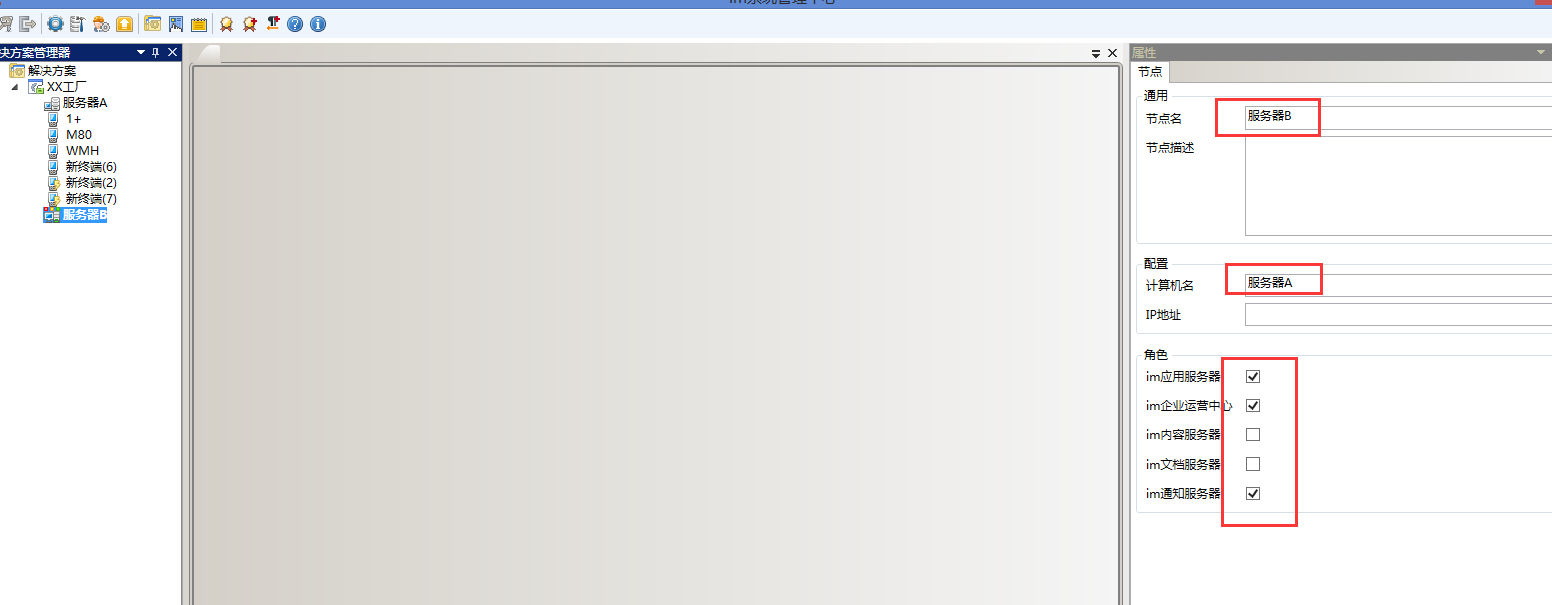 im系统管理中心
决方案管理器
解决方案
XX工厂
服务器A
1+
M80
WMH
新终端(6)
新终端(2)
新终端(7)
服务器B
属性
节点
通用
节点名
服务器B
节点描述
配置
计算机名
服务器A
IP地址
角色
im应用服务器
im企业运营中心
im内容服务器
im文档服务器
im通知服务器